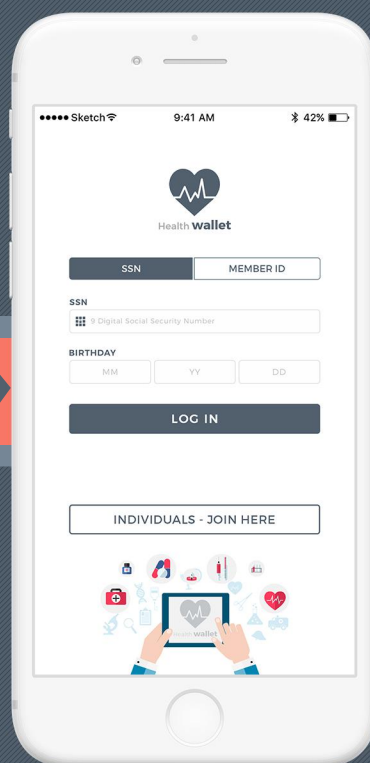 Sketch 9:41 AM 42%
Health wallet
SSN MEMBER ID
SSN
9 Digital Social Security Number
BIRTHDAY
MM YY DD
LOG IN
INDIVIDUALS - JOIN HERE
Health wallet